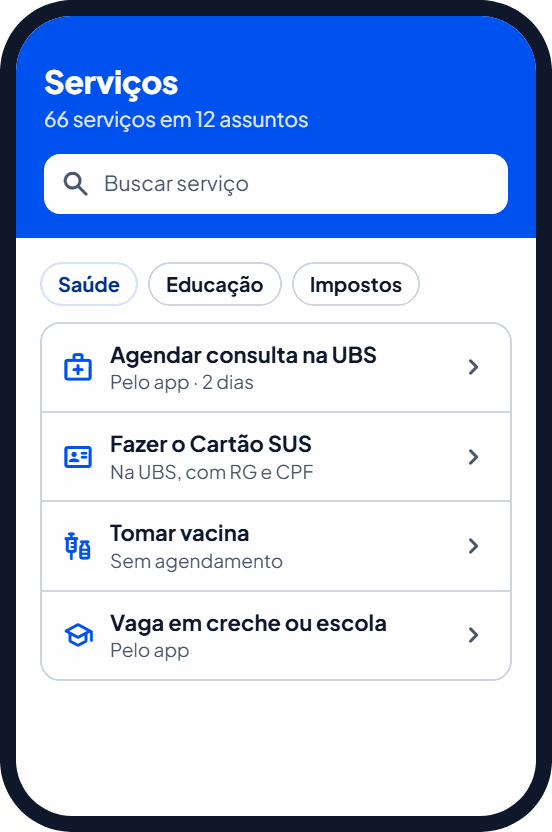 Serviços
66 serviços em 12 assuntos
Buscar serviço
Saúde
Educação
Impostos
Agendar consulta na UBS
Pelo app · 2 dias
Fazer o Cartão SUS
Na UBS, com RG e CPF
Tomar vacina
Sem agendamento
Vaga em creche ou escola
Pelo app